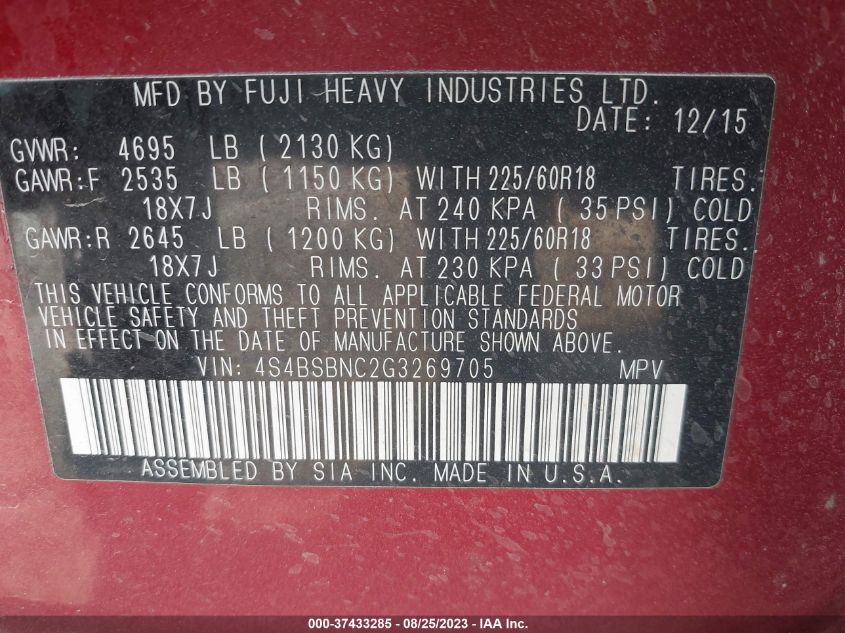 MFD BY FUJI HEAVY INDUSTRIES LTD.
DATE: 12/15
GVWR: 4695 LB ( 2130 KG)
GAWR:F 2535 LB ( 1150 KG) WITH 225/60R18 TIRES.
18X7J RIMS. AT 240 KPA ( 35 PSI) COLD
GAWR:R 2645 LB ( 1200 KG) WITH 225/60R18 TIRES.
18X7J RIMS. AT 230 KPA ( 33 PSI) COLD
THIS VEHICLE CONFORMS TO ALL APPLICABLE FEDERAL MOTOR
VEHICLE SAFETY AND THEFT PREVENTION STANDARDS
IN EFFECT ON THE DATE OF MANUFACTURE SHOWN ABOVE.
VIN: 4S4BSBNC2G3269705 MPV
ASSEMBLED BY SIA INC. MADE IN U.S.A.
000-37433285 - 08/25/2023 - IAA Inc.